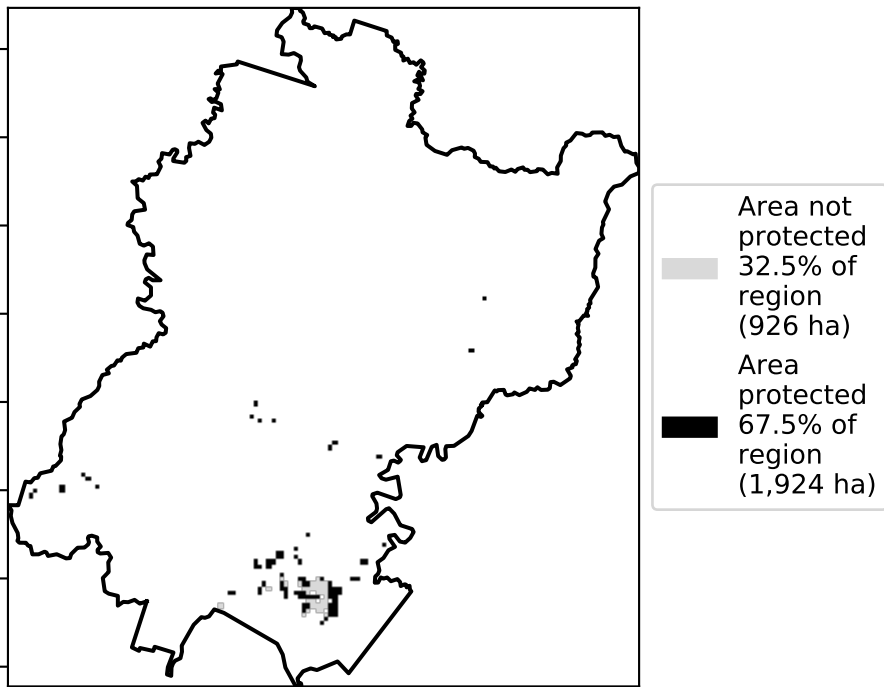 Area not
protected
32.5% of
region
(926 ha)
Area
protected
67.5% of
region
(1,924 ha)